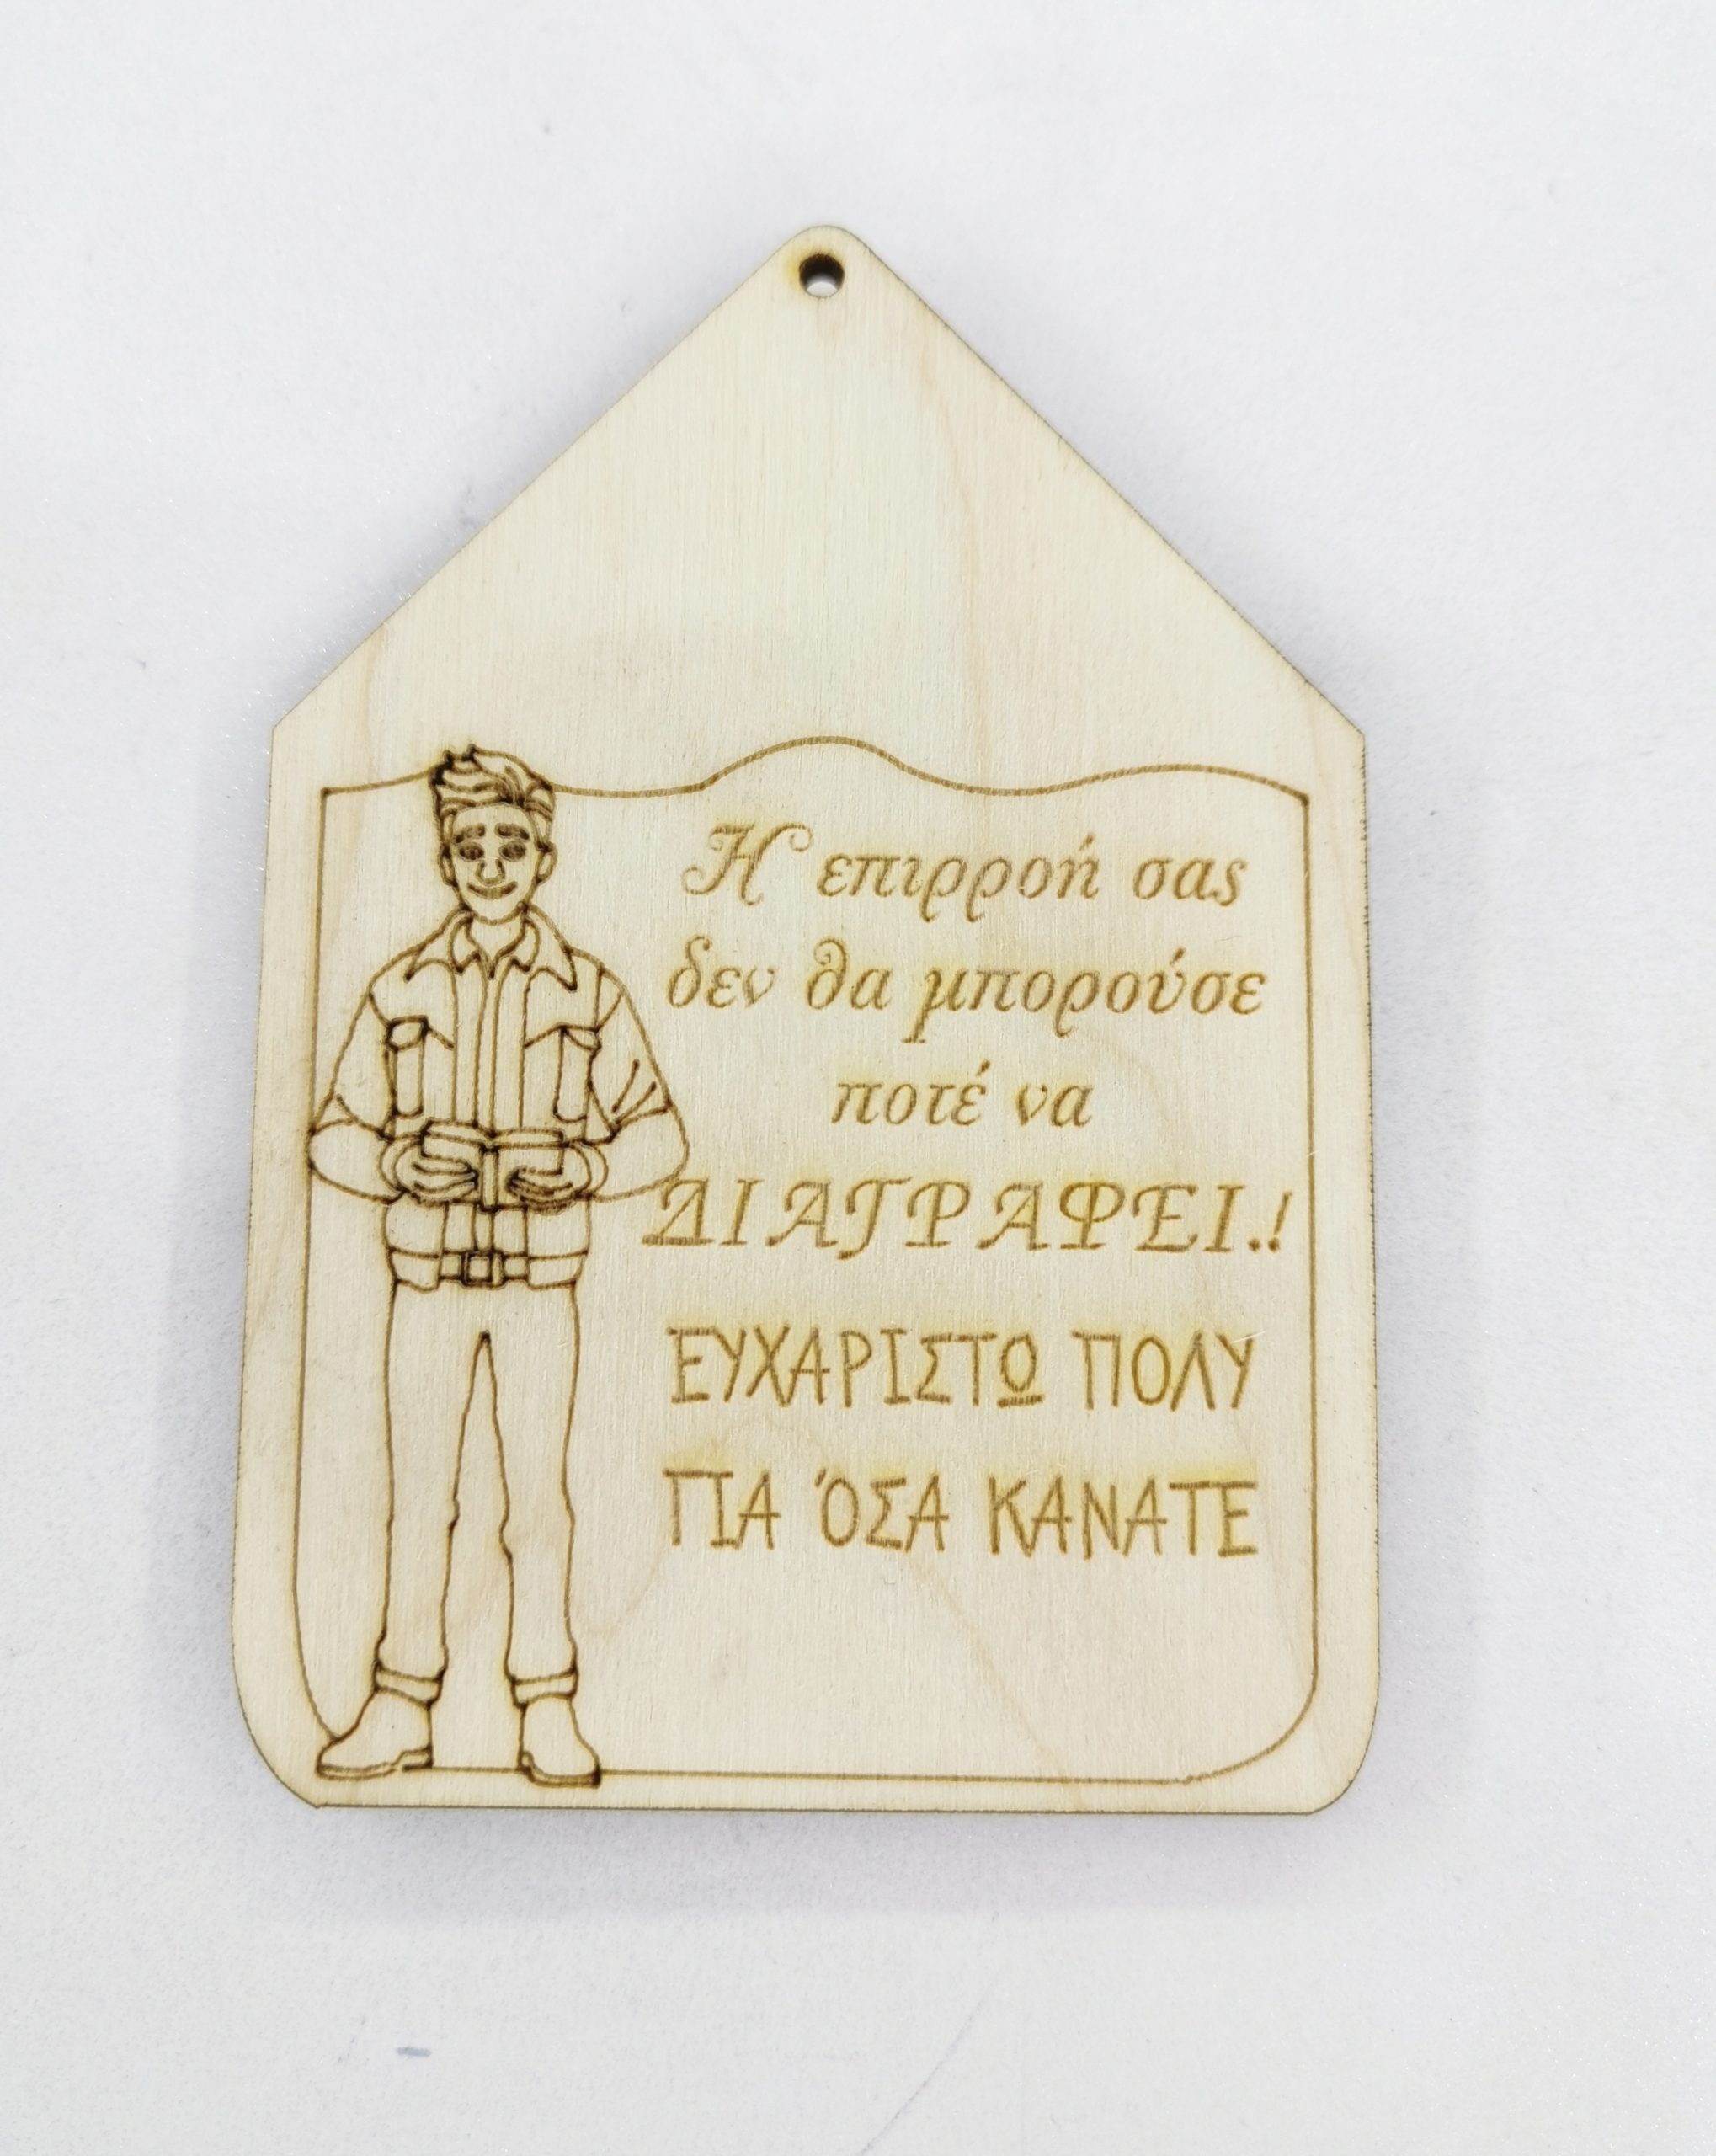 Η επιρροή σας
δεν θα μπορούσε
ποτέ να
ΔΙΑΓΡΑΦΕΙ.!
ΕΥΧΑΡΙΣΤΩ ΠΟΛΥ
ΓΙΑ ΌΣΑ ΚΑΝΑΤΕ